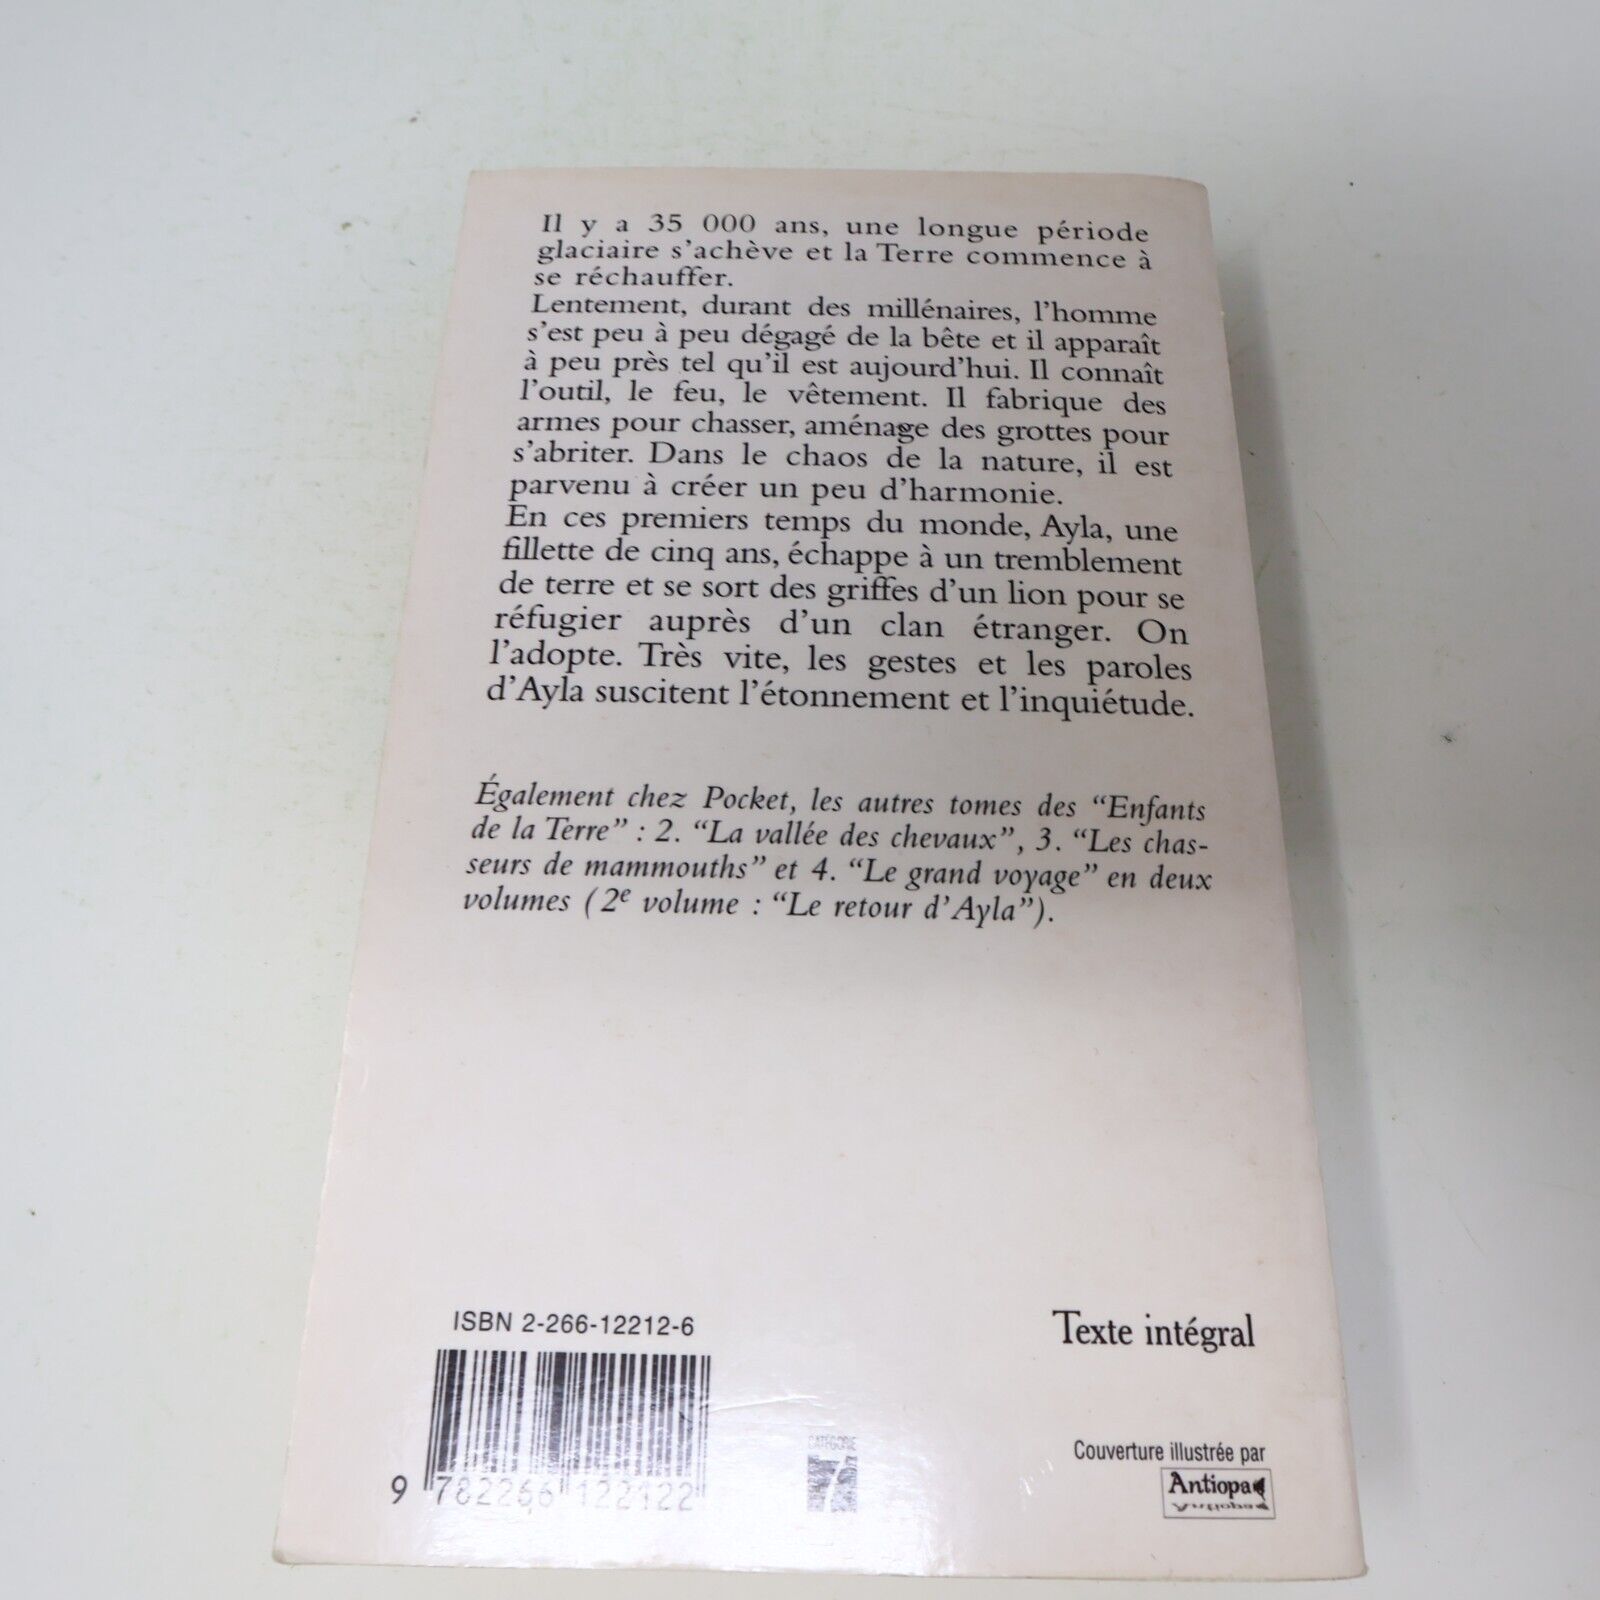 Il y a 35 000 ans, une longue période
glaciaire s'achève et la Terre commence à
se réchauffer.
Lentement, durant des millénaires, l'homme
s'est peu à peu dégagé de la bête et il apparaît
à peu près tel qu'il est aujourd'hui. Il connaît
l'outil, le feu, le vêtement. Il fabrique des
armes pour chasser, aménage des grottes pour
s'abriter. Dans le chaos de la nature, il est
parvenu à créer un peu d'harmonie.
En ces premiers temps du monde, Ayla, une
fillette de cinq ans, échappe à un tremblement
de terre et se sort des griffes d'un lion pour se
réfugier auprès d'un clan étranger. On
l'adopte. Très vite, les gestes et les paroles
d'Ayla suscitent l'étonnement et l'inquiétude.
Également chez Pocket, les autres tomes des “Enfants
de la Terre” : 2. “La vallée des chevaux”, 3. “Les chas-
seurs de mammouths” et 4. “Le grand voyage” en deux
volumes (2e volume : “Le retour d'Ayla”).
ISBN 2-266-12212-6
9 782266 122122
CATÉGORIE
7
Texte intégral
Couverture illustrée par
Antiopa